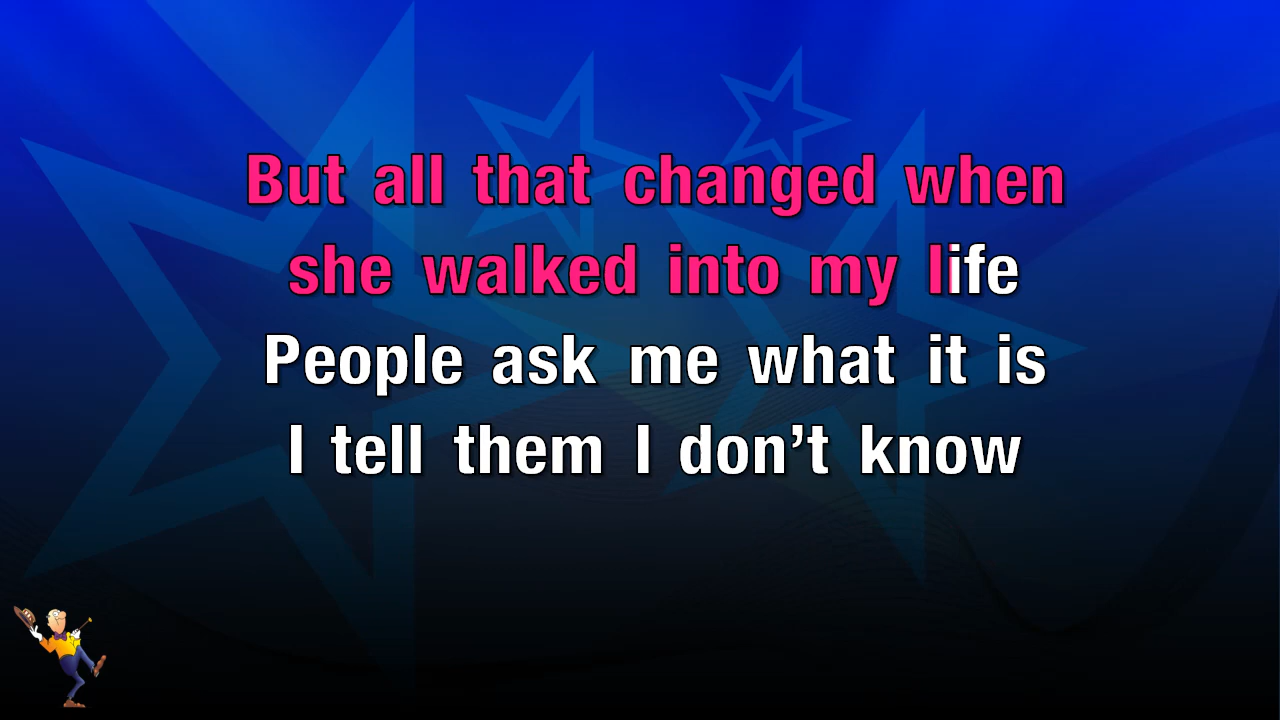 But all that changed when
she walked into my life
People ask me what it is
I tell them I don’t know